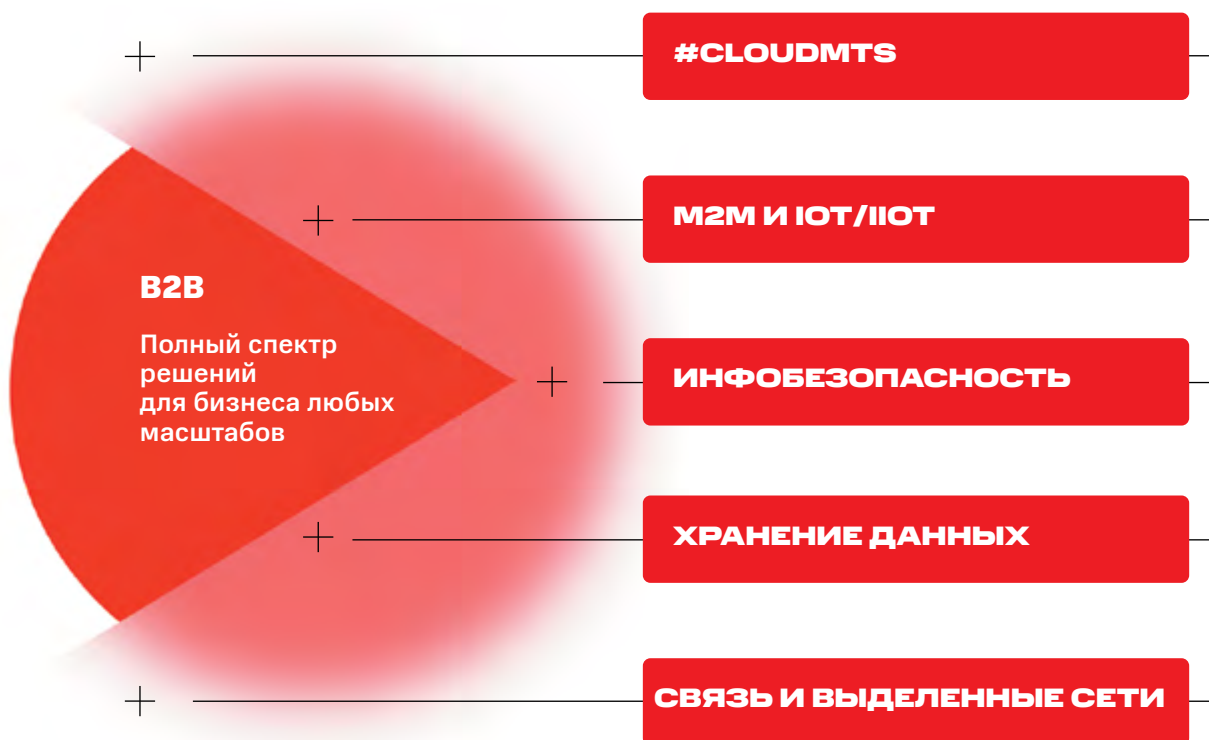 #CLOUDMTS
M2M И IOT/IIOT
B2B
Полный спектр
решений
для бизнеса любых
масштабов
ИНФОБЕЗОПАСНОСТЬ
ХРАНЕНИЕ ДАННЫХ
СВЯЗЬ И ВЫДЕЛЕННЫЕ СЕТИ